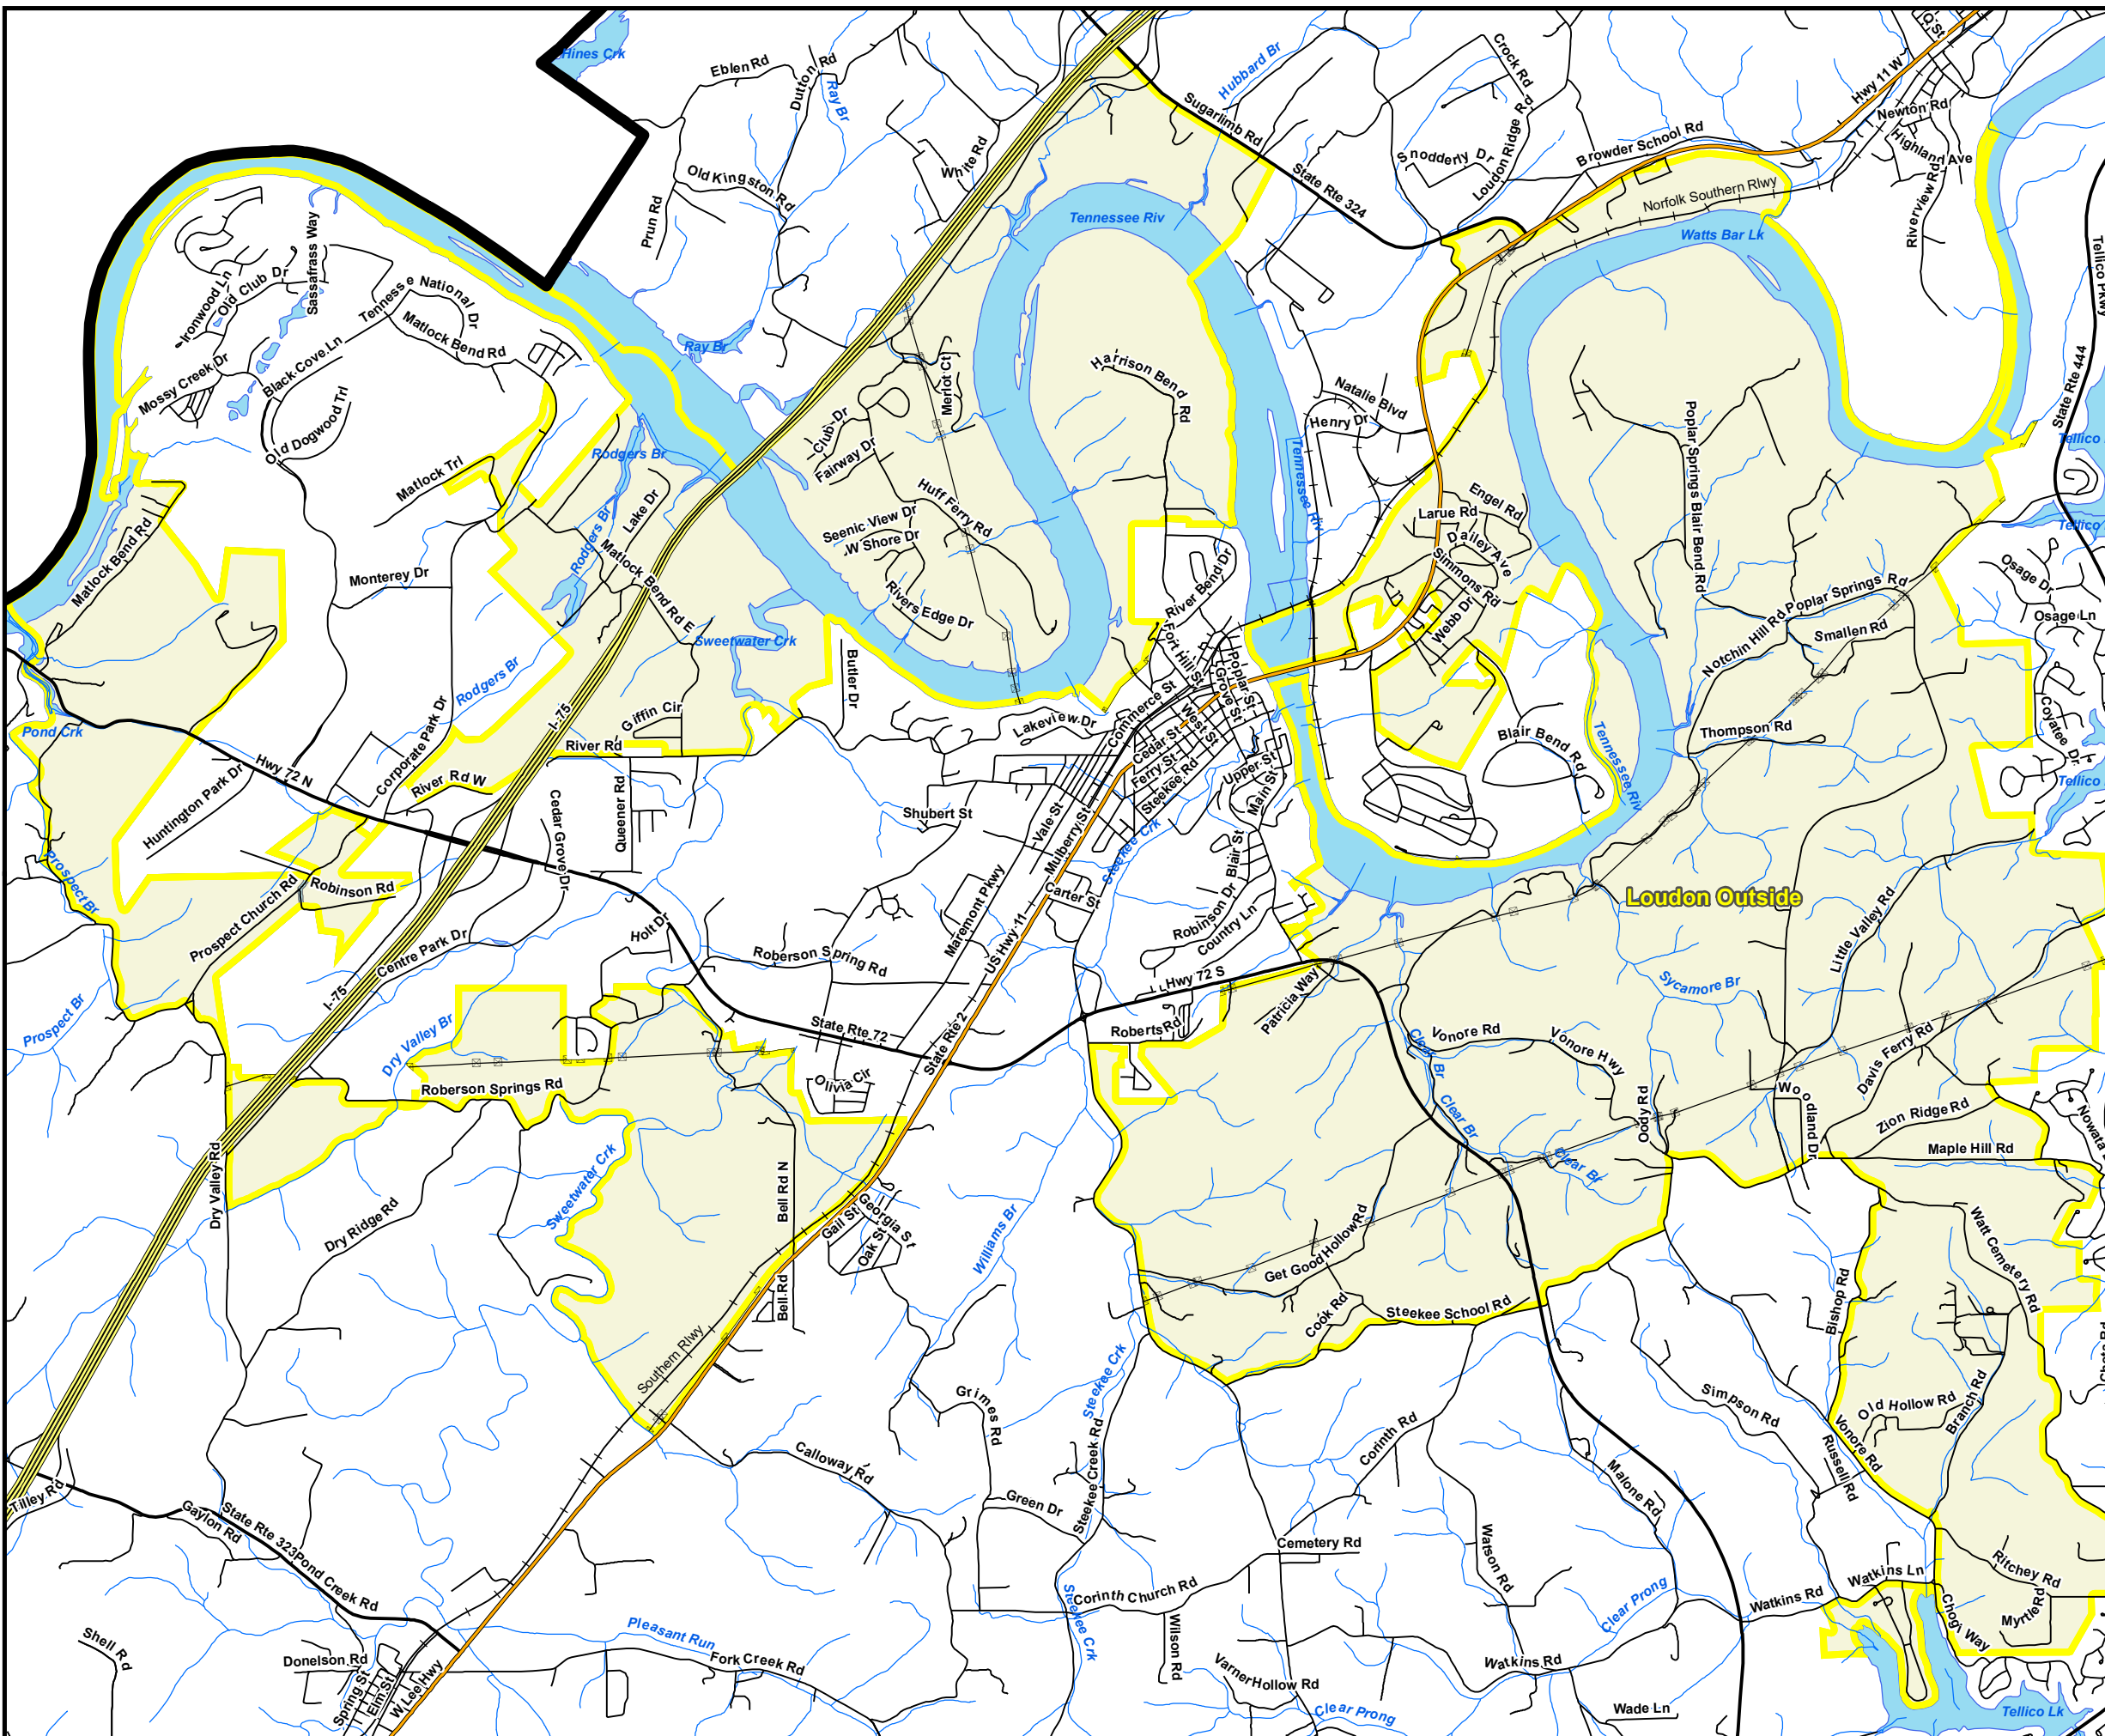 Hines Crk
Eblen Rd
Dutton Rd
Ray Br
Hubbard Br
Crock Rd
Q St
Hwy 11 W
Sugarlimb Rd
Newton Rd
Highland Ave
Browder School Rd
Snodderly Dr
Loudon Ridge Rd
White Rd
Old Kingston Rd
State Rte 324
Norfolk Southern Rlwy
Riverview Rd
Prun Rd
Tennessee Riv
Watts Bar Lk
Tellico Pkwy
Sassafrass Way
Ironwood Ln
Old Club Dr
Tennessee Riv
Tennesse National Dr
Matlock Bend Rd
Ray Br
Mossy Creek Dr
Black Cove Ln
Merlot Ct
Harrison Bend Rd
Natalie Blvd
Henry Dr
State Rte 444
Old Dogwood Trl
Club Dr
Fairway Dr
Rodgers Br
Poplar Springs Blair Bend Rd
Tellico
Matlock Trl
Lake Dr
Huff Ferry Rd
Tennessee Riv
Engel Rd
Larue Rd
Matlock Bend Rd
Rodgers Br
Seenic View Dr
W Shore Dr
Dailey Ave
Tellico
Matlock Bend Rd E
Monterey Dr
Rivers Edge Dr
River Bend Dr
Simmons Rd
Webb Dr
Poplar Springs Rd
Osage Dr
Osage Ln
Sweetwater Crk
Notchin Hill Rd
Smallen Rd
Fort Hill St
Rodgers Br
Butler Dr
Poplar St
Grove St
Commerce St
Pond Crk
I-75
Giffin Cir
Lakeview Dr
West St
River Rd
Cedar St
Ferry St
Steekee Rd
Upper St
Main St
Blair Bend Rd
Tennessee Riv
Thompson Rd
Coyatee Dr
Tellico
Hwy 72 N
Corporate Park Dr
River Rd W
Huntington Park Dr
Cedar Grove Dr
Queener Rd
Shubert St
Vale St
Mulberry St
Steekee Crk
Blair St
Prospect Br
Robinson Rd
Prospect Church Rd
Maremont Pkwy
Carter St
Robinson Dr
Country Ln
Loudon Outside
Little Valley Rd
Holt Dr
Centre Park Dr
Roberson Spring Rd
US Hwy 11
I-75
Hwy 72 S
Patricia Way
Sycamore Br
Prospect Br
Dry Valley Br
State Rte 72
State Rte 2
Roberts Rd
Clear Br
Vonore Rd
Vonore Hwy
Davis Ferry Rd
Roberson Springs Rd
Olivia Cir
Clear Br
Oody Rd
Woodland Dr
Zion Ridge Rd
Nowata
Maple Hill Rd
Dry Valley Rd
Sweetwater Crk
Bell Rd N
Clear Br
Dry Ridge Rd
Georgia St
Gail St
Oak St
Williams Br
Get Good Hollow Rd
Watt Cemetery Rd
Bell Rd
Cook Rd
Steekee School Rd
Bishop Rd
Southern Rlwy
Steekee Crk
Grimes Rd
Simpson Rd
Old Hollow Rd
Branch Rd
Vonore Rd
Russell Rd
Calloway Rd
Steekee Creek Rd
Corinth Rd
Malone Rd
Tilley Rd
Gaylon Rd
State Rte 323
Pond Creek Rd
Green Dr
Cemetery Rd
Watson Rd
Watkins Ln
Ritchey Rd
Myrtle Rd
Steekee Crk
Corinth Church Rd
Clear Prong
Watkins Rd
Chogi Way
Shell Rd
Pleasant Run
Wilson Rd
Donelson Rd
Fork Creek Rd
Watkins Rd
Spring St
Elm St
W Lee Hwy
Varner Hollow Rd
Clear Prong
Wade Ln
Tellico Lk